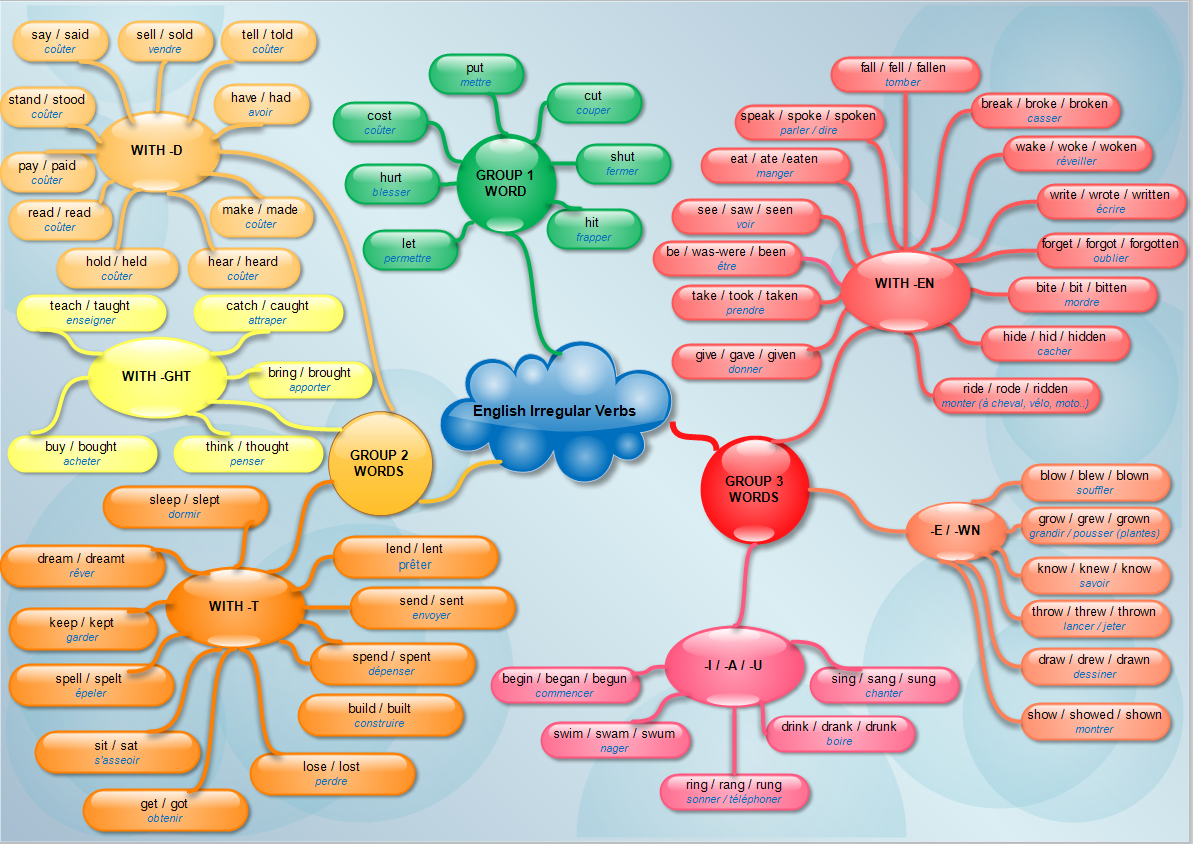 English Irregular Verbs
GROUP 1
WORD
put
mettre
cut
couper
cost
coûter
shut
fermer
hurt
blesser
hit
frapper
let
permettre
GROUP 2
WORDS
WITH -D
say / said
coûter
sell / sold
vendre
tell / told
coûter
stand / stood
coûter
have / had
avoir
pay / paid
coûter
read / read
coûter
make / made
coûter
hold / held
coûter
hear / heard
coûter
WITH -GHT
teach / taught
enseigner
catch / caught
attraper
bring / brought
apporter
buy / bought
acheter
think / thought
penser
WITH -T
sleep / slept
dormir
dream / dreamt
rêver
lend / lent
prêter
keep / kept
garder
send / sent
envoyer
spell / spelt
épeler
spend / spent
dépenser
build / built
construire
sit / sat
s'asseoir
lose / lost
perdre
get / got
obtenir
GROUP 3
WORDS
WITH -EN
fall / fell / fallen
tomber
speak / spoke / spoken
parler / dire
break / broke / broken
casser
eat / ate /eaten
manger
wake / woke / woken
réveiller
see / saw / seen
voir
write / wrote / written
écrire
be / was-were / been
être
forget / forgot / forgotten
oublier
take / took / taken
prendre
bite / bit / bitten
mordre
give / gave / given
donner
hide / hid / hidden
cacher
ride / rode / ridden
monter (à cheval, vélo, moto..)
-E / -WN
blow / blew / blown
souffler
grow / grew / grown
grandir / pousser (plantes)
know / knew / know
savoir
throw / threw / thrown
lancer / jeter
draw / drew / drawn
dessiner
show / showed / shown
montrer
-I / -A / -U
begin / began / begun
commencer
sing / sang / sung
chanter
swim / swam / swum
nager
drink / drank / drunk
boire
ring / rang / rung
sonner / téléphoner